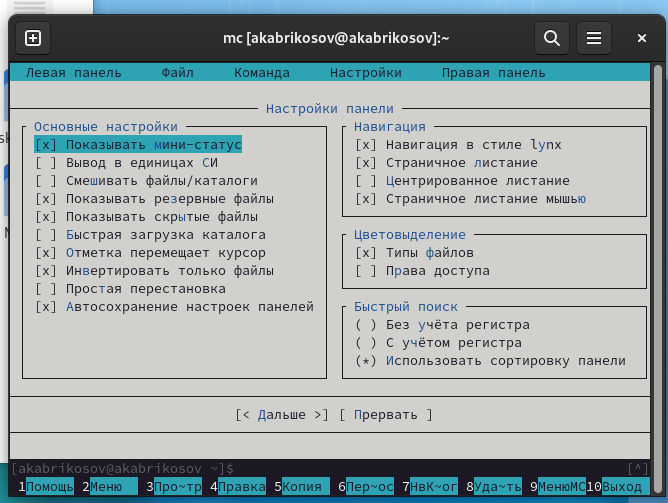 mc [akabrikosov@akabrikosov]:~
Левая панель Файл Команда Настройки Правая панель
Настройки панели
Основные настройки
[x] Показывать мини-статус
[ ] Вывод в единицах СИ
[ ] Смешивать файлы/каталоги
[x] Показывать резервные файлы
[x] Показывать скрытые файлы
[ ] Быстрая загрузка каталога
[x] Отметка перемещает курсор
[x] Инвертировать только файлы
[ ] Простая перестановка
[x] Автосохранение настроек панелей
Навигация
[x] Навигация в стиле lynx
[x] Страничное листание
[ ] Центрированное листание
[x] Страничное листание мышью
Цветовыделение
[x] Типы файлов
[ ] Права доступа
Быстрый поиск
( ) Без учёта регистра
( ) С учётом регистра
(*) Использовать сортировку панели
[< Дальше >] [ Прервать ]
[akabrikosov@akabrikosov ~]$ [^]
1Помощь 2Меню 3Про~тр 4Правка 5Копия 6Пер~ос 7НвК~ог 8Уда~ть 9МенюMC 10Выход